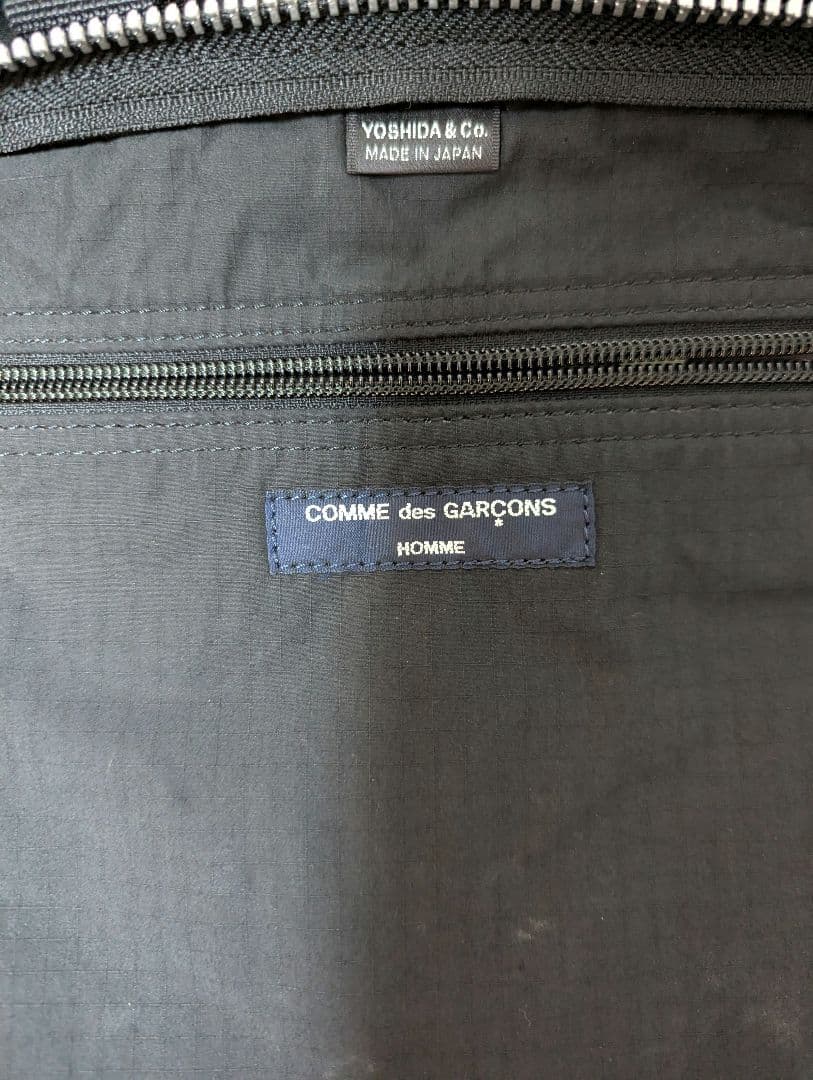 YOSHIDA & Co.
MADE IN JAPAN
COMME des GARÇONS
*
HOMME